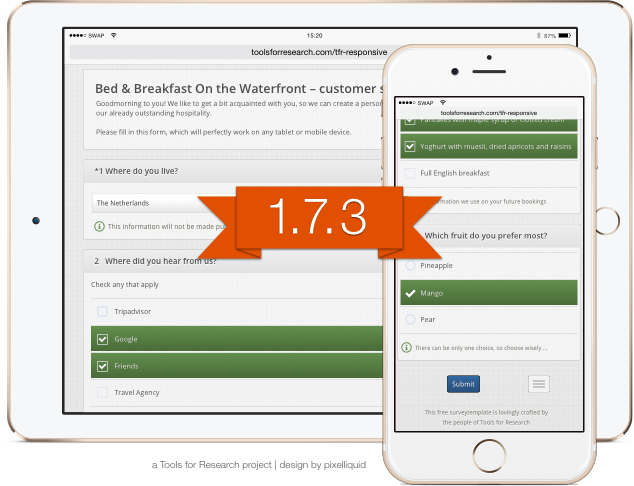 SWAP
15:20
87%
toolsforresearch.com/tfr-responsive
Bed & Breakfast On the Waterfront – customer s
Goodmorning to you! We like to get a bit acquainted with you, so we can create a person
our already outstanding hospitality.
Please fill in this form, which will perfectly work on any tablet or mobile device.
*1 Where do you live?
The Netherlands
This information will not be made pu
2 Where did you hear from us?
Check any that apply
Tripadvisor
Google
Friends
Travel Agency
1.7.3
SWAP
toolsforresearch.com/tfr-responsive
Pancakes with maple syrup or clotted cream
Yoghurt with muesli, dried apricots and raisins
Full English breakfast
mation we use on your future bookings
Which fruit do you prefer most?
Pineapple
Mango
Pear
There can be only one choice, so choose wisely ...
Submit
This free surveytemplate is lovingly crafted by
the people of Tools for Research
a Tools for Research project | design by pixelliquid